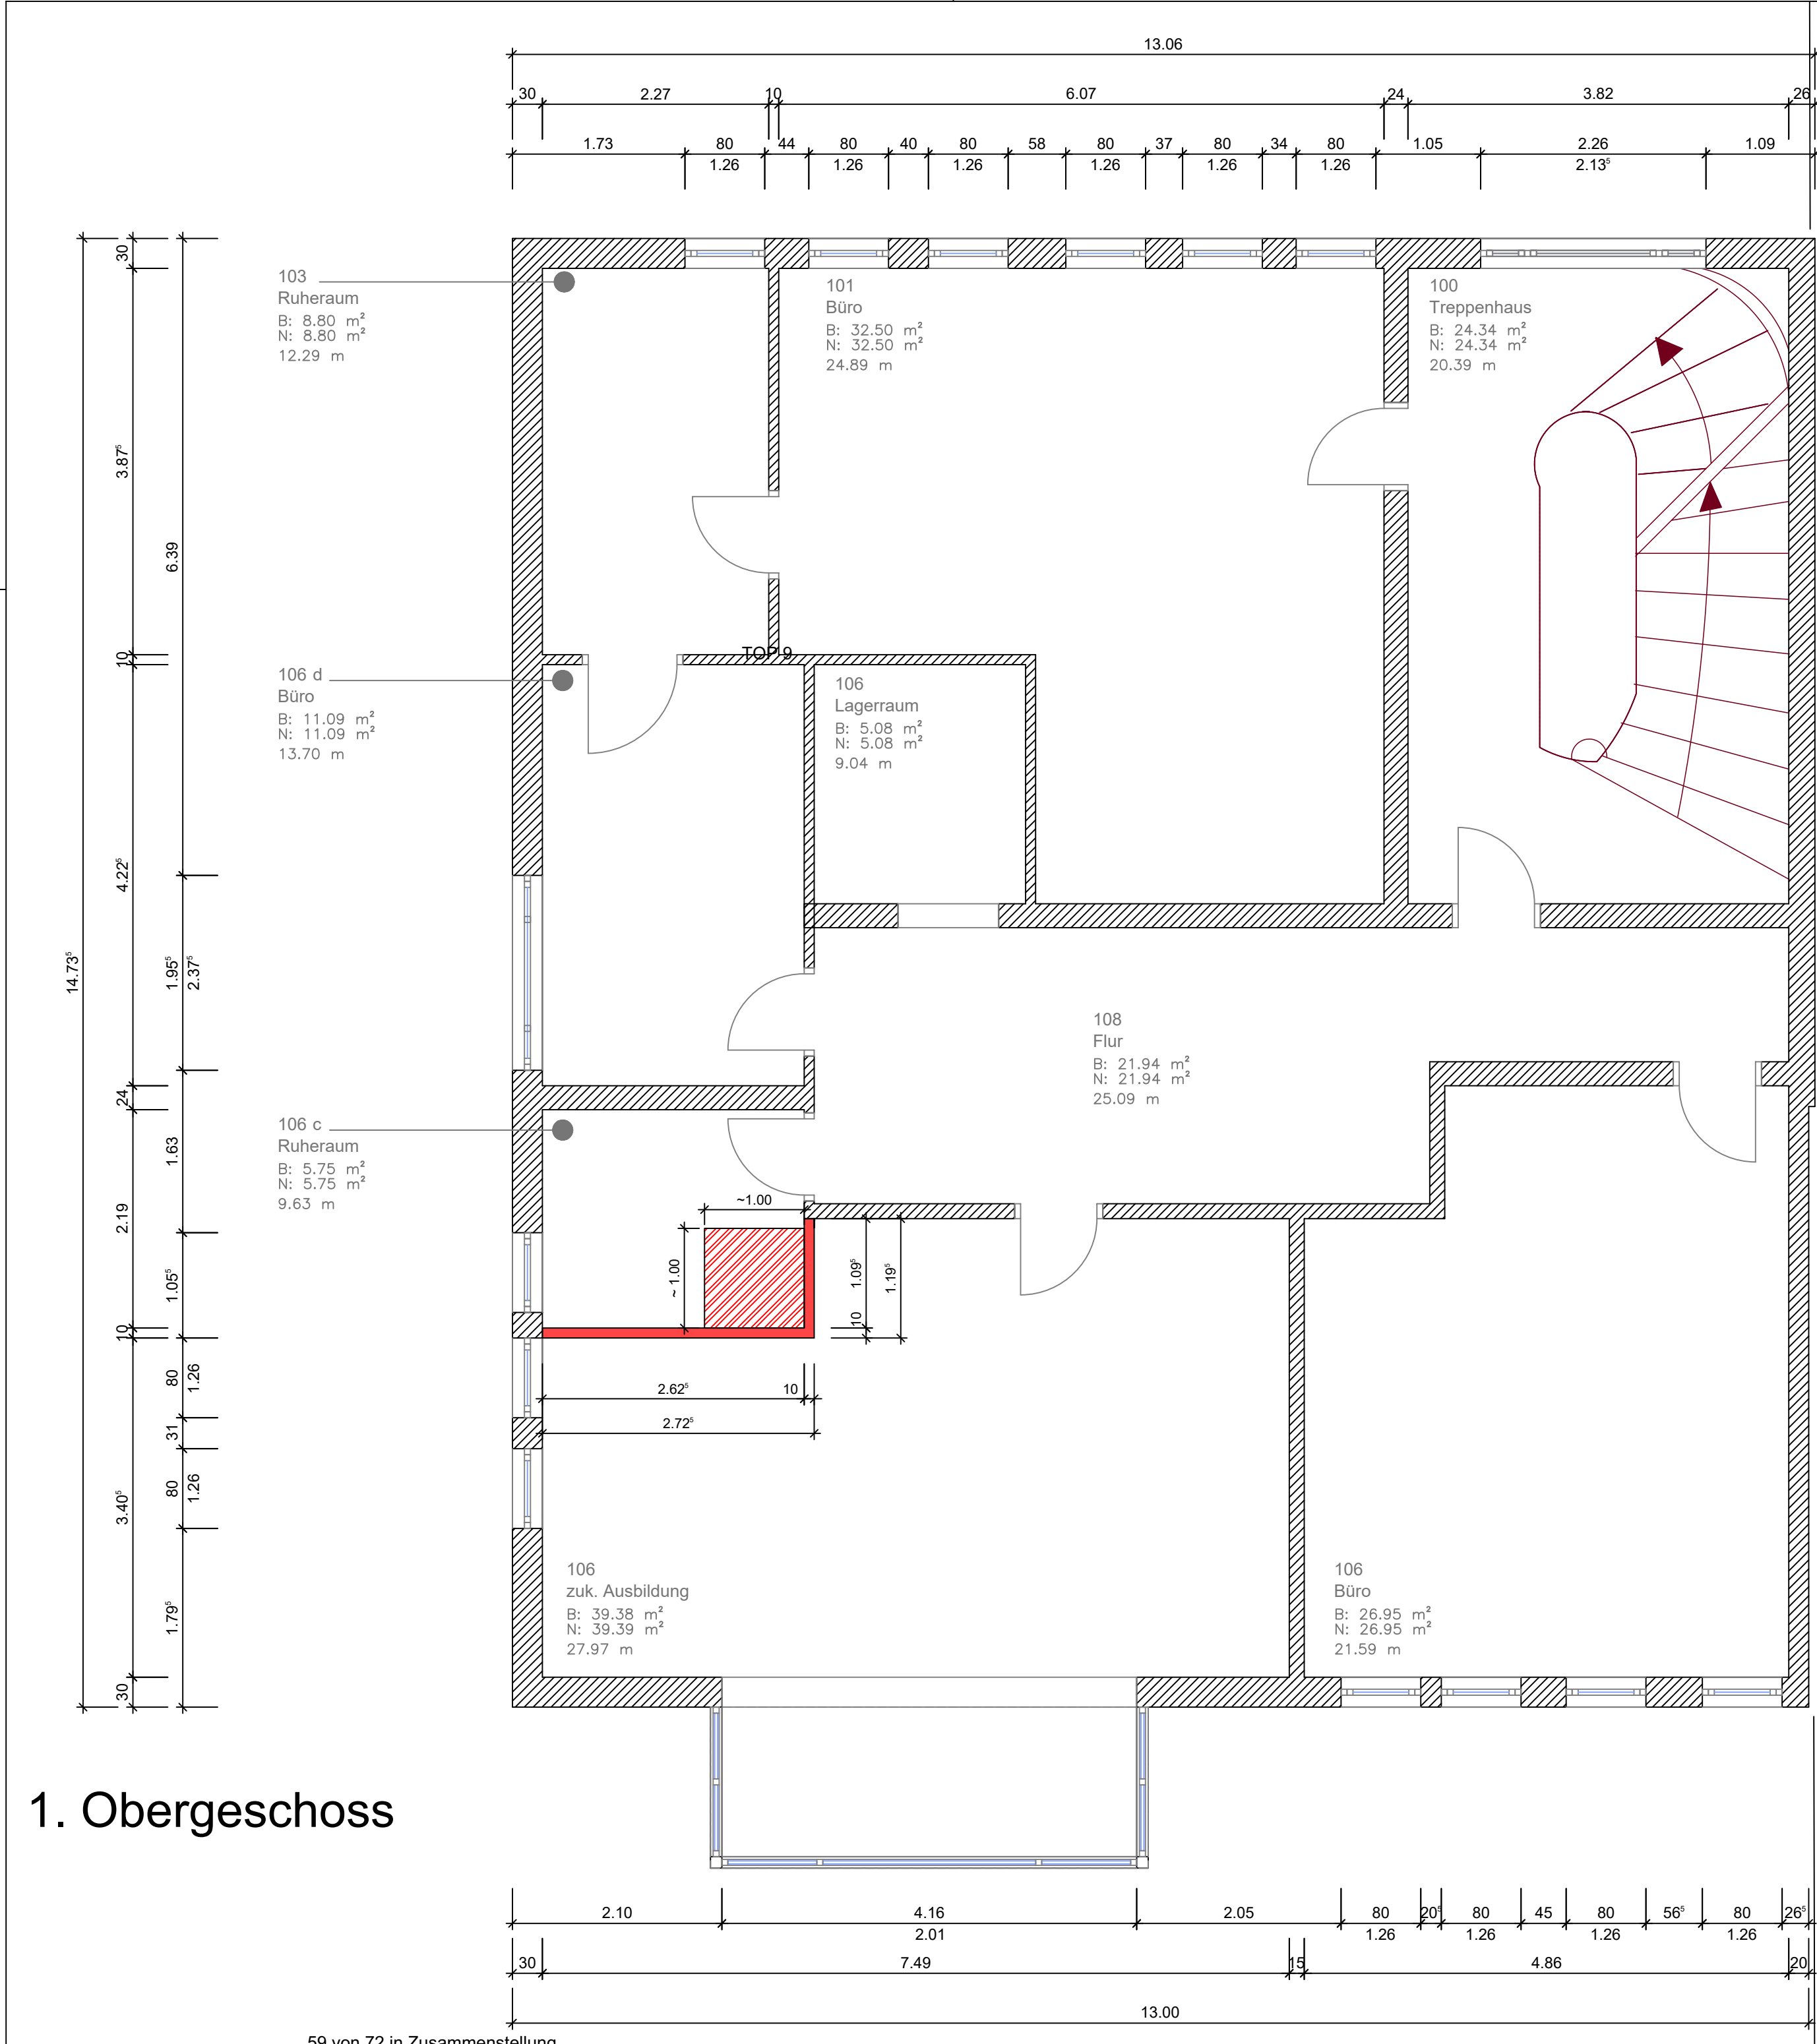 13.06
30 2.27 10 6.07 24 3.82 26
1.73 80 44 80 40 80 58 80 37 80 34 80 1.05 2.26 1.09
1.26 1.26 1.26 1.26 1.26 1.26 2.13⁵
103
Ruheraum
B: 8.80 m²
N: 8.80 m²
12.29 m
101
Büro
B: 32.50 m²
N: 32.50 m²
24.89 m
100
Treppenhaus
B: 24.34 m²
N: 24.34 m²
20.39 m
TOP 9
106 d
Büro
B: 11.09 m²
N: 11.09 m²
13.70 m
106
Lagerraum
B: 5.08 m²
N: 5.08 m²
9.04 m
108
Flur
B: 21.94 m²
N: 21.94 m²
25.09 m
106 c
Ruheraum
B: 5.75 m²
N: 5.75 m²
9.63 m
14.73⁵
30 3.87⁵ 10 4.22⁵ 24 2.19 10 3.40⁵ 30
6.39 1.95⁵ 1.63 1.05⁵ 80 31 80 1.79⁵
2.37⁵ 1.26 1.26
~1.00
~1.00
1.09⁵
10
1.19⁵
2.62⁵ 10
2.72⁵
106
zuk. Ausbildung
B: 39.38 m²
N: 39.39 m²
27.97 m
106
Büro
B: 26.95 m²
N: 26.95 m²
21.59 m
1. Obergeschoss
2.10 4.16 2.05 80 20⁵ 80 45 80 56⁵ 80 26⁵
2.01 1.26 1.26 1.26 1.26
30 7.49 15 4.86 20
13.00
59 von 72 in Zusammenstellung